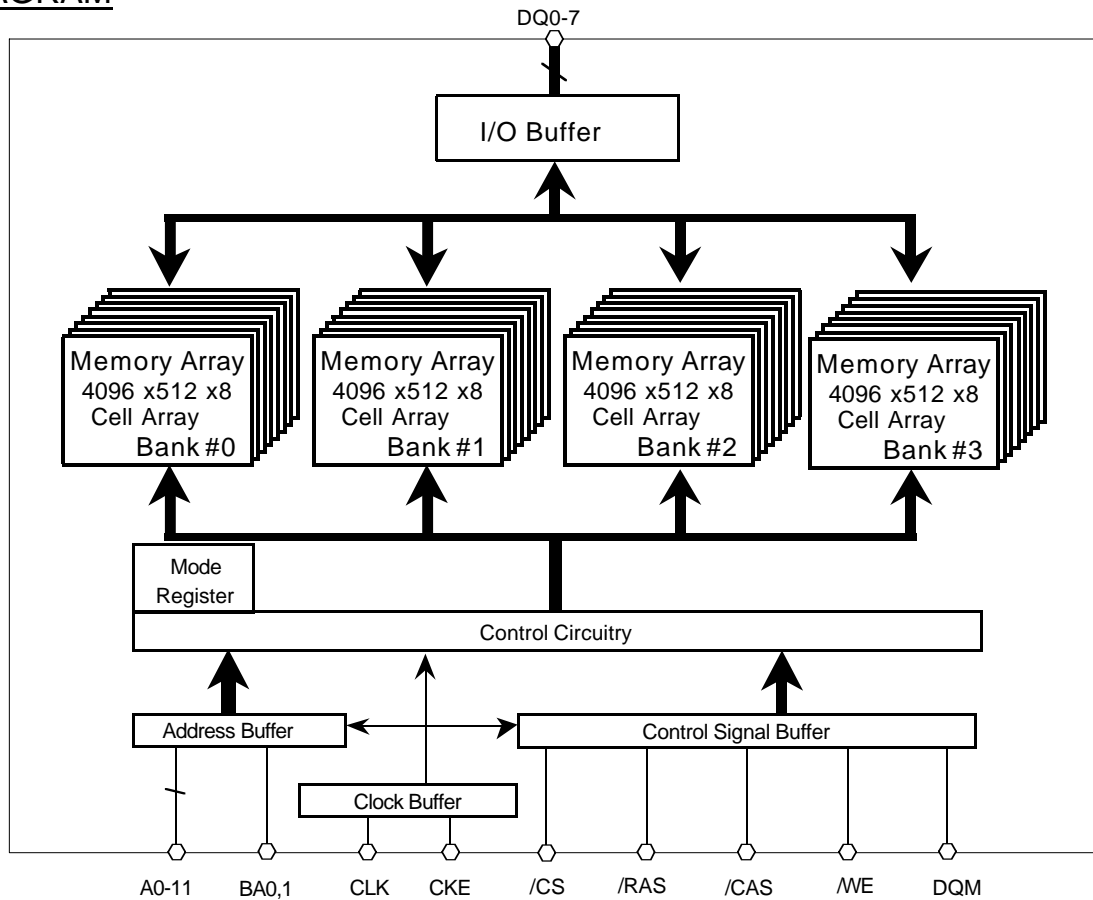 DQ0-7
I/O Buffer
Memory Array
4096 x512 x8
Cell Array
Bank #0
Memory Array
4096 x512 x8
Cell Array
Bank #1
Memory Array
4096 x512 x8
Cell Array
Bank #2
Memory Array
4096 x512 x8
Cell Array
Bank #3
Mode
Register
Control Circuitry
Address Buffer
Control Signal Buffer
Clock Buffer
A0-11 BA0,1 CLK CKE /CS /RAS /CAS /WE DQM